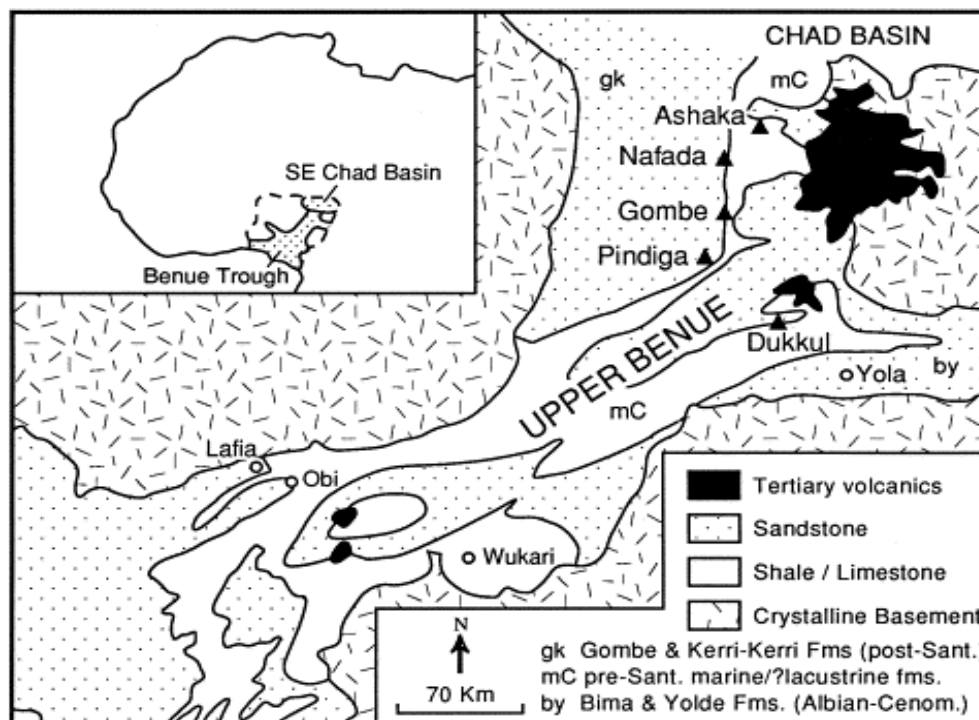 CHAD BASIN
gk
mC
Ashaka
Nafada
SE Chad Basin
Gombe
Benue Trough
Pindiga
UPPER BENUE
Dukkul
Yola
by
mC
Lafia
Obi
Wukari
Tertiary volcanics
Sandstone
Shale / Limestone
Crystalline Basement
N
70 Km
gk Gombe & Kerri-Kerri Fms (post-Sant.
mC pre-Sant. marine/?lacustrine fms.
by Bima & Yolde Fms. (Albian-Cenom.)